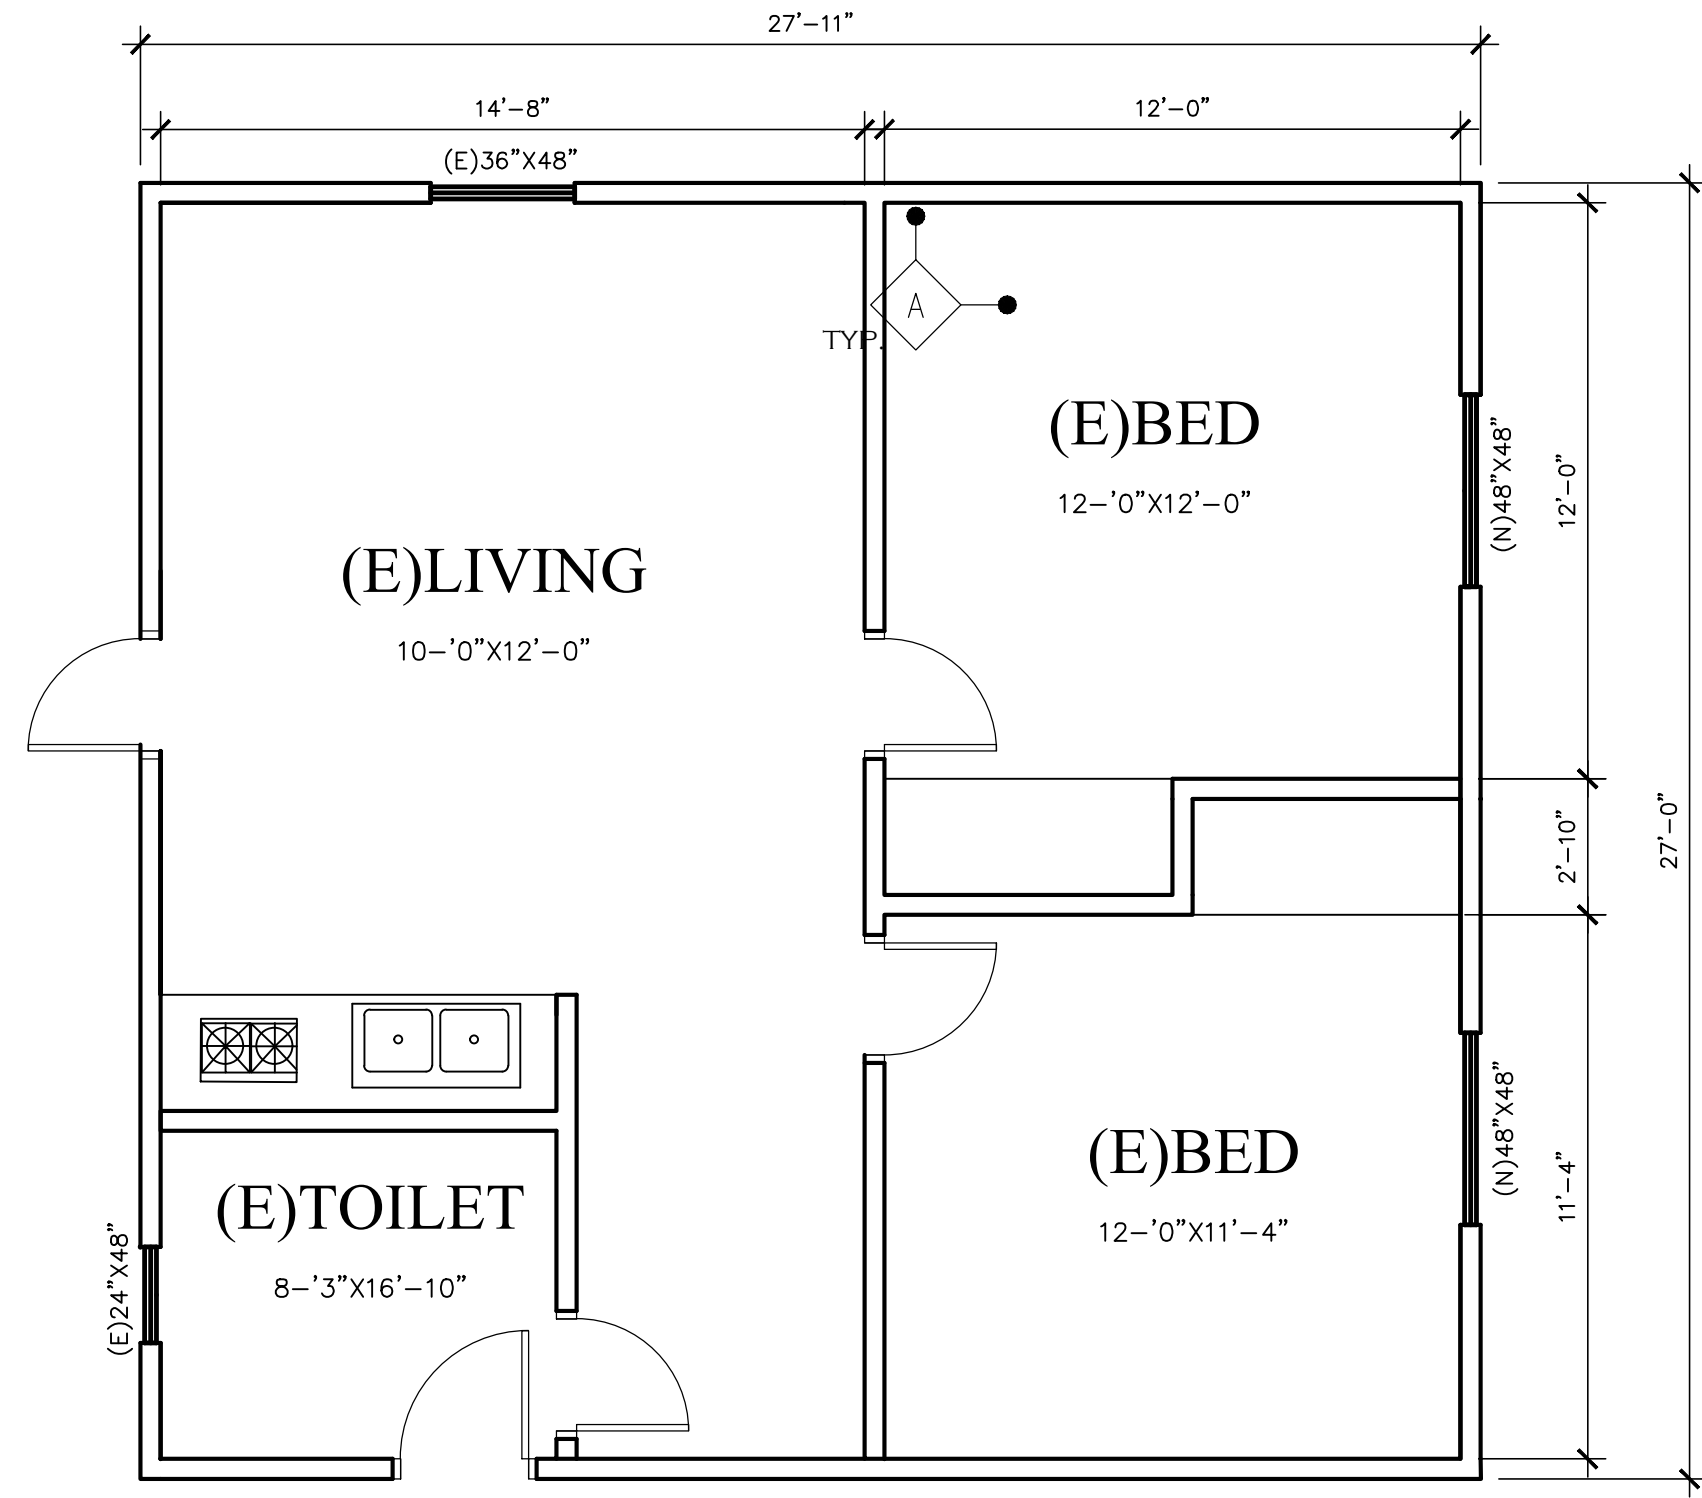 27'-11"
14'-8"
12'-0"
(E)36"X48"
A
TYP.
(E)BED
12-'0"X12'-0"
(N)48"X48"
12'-0"
(E)LIVING
10-'0"X12'-0"
2'-10"
27'-0"
(N)48"X48"
(E)BED
12-'0"X11'-4"
11'-4"
(E)TOILET
8-'3"X16'-10"
(E)24"X48"